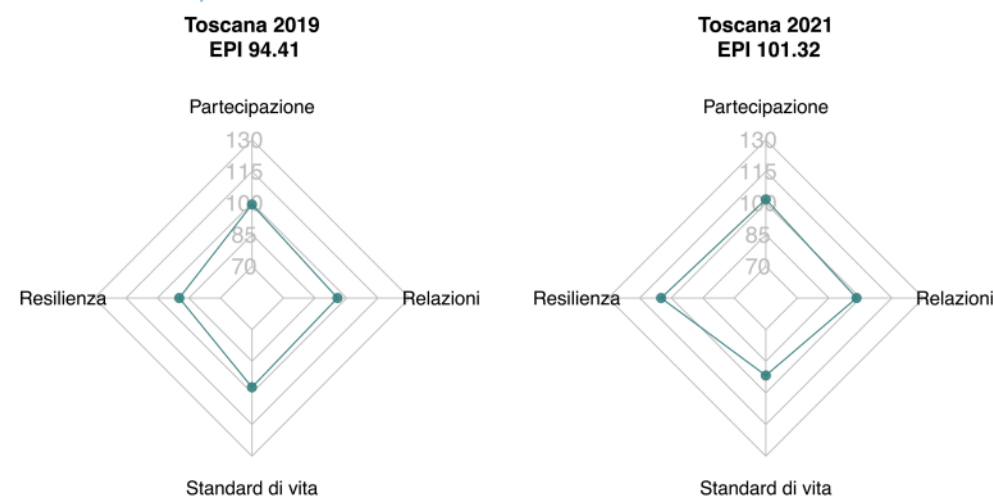 Toscana 2019
EPI 94.41
Partecipazione
130
115
100
85
70
Resilienza
Relazioni
Standard di vita
Toscana 2021
EPI 101.32
Partecipazione
130
115
100
85
70
Resilienza
Relazioni
Standard di vita